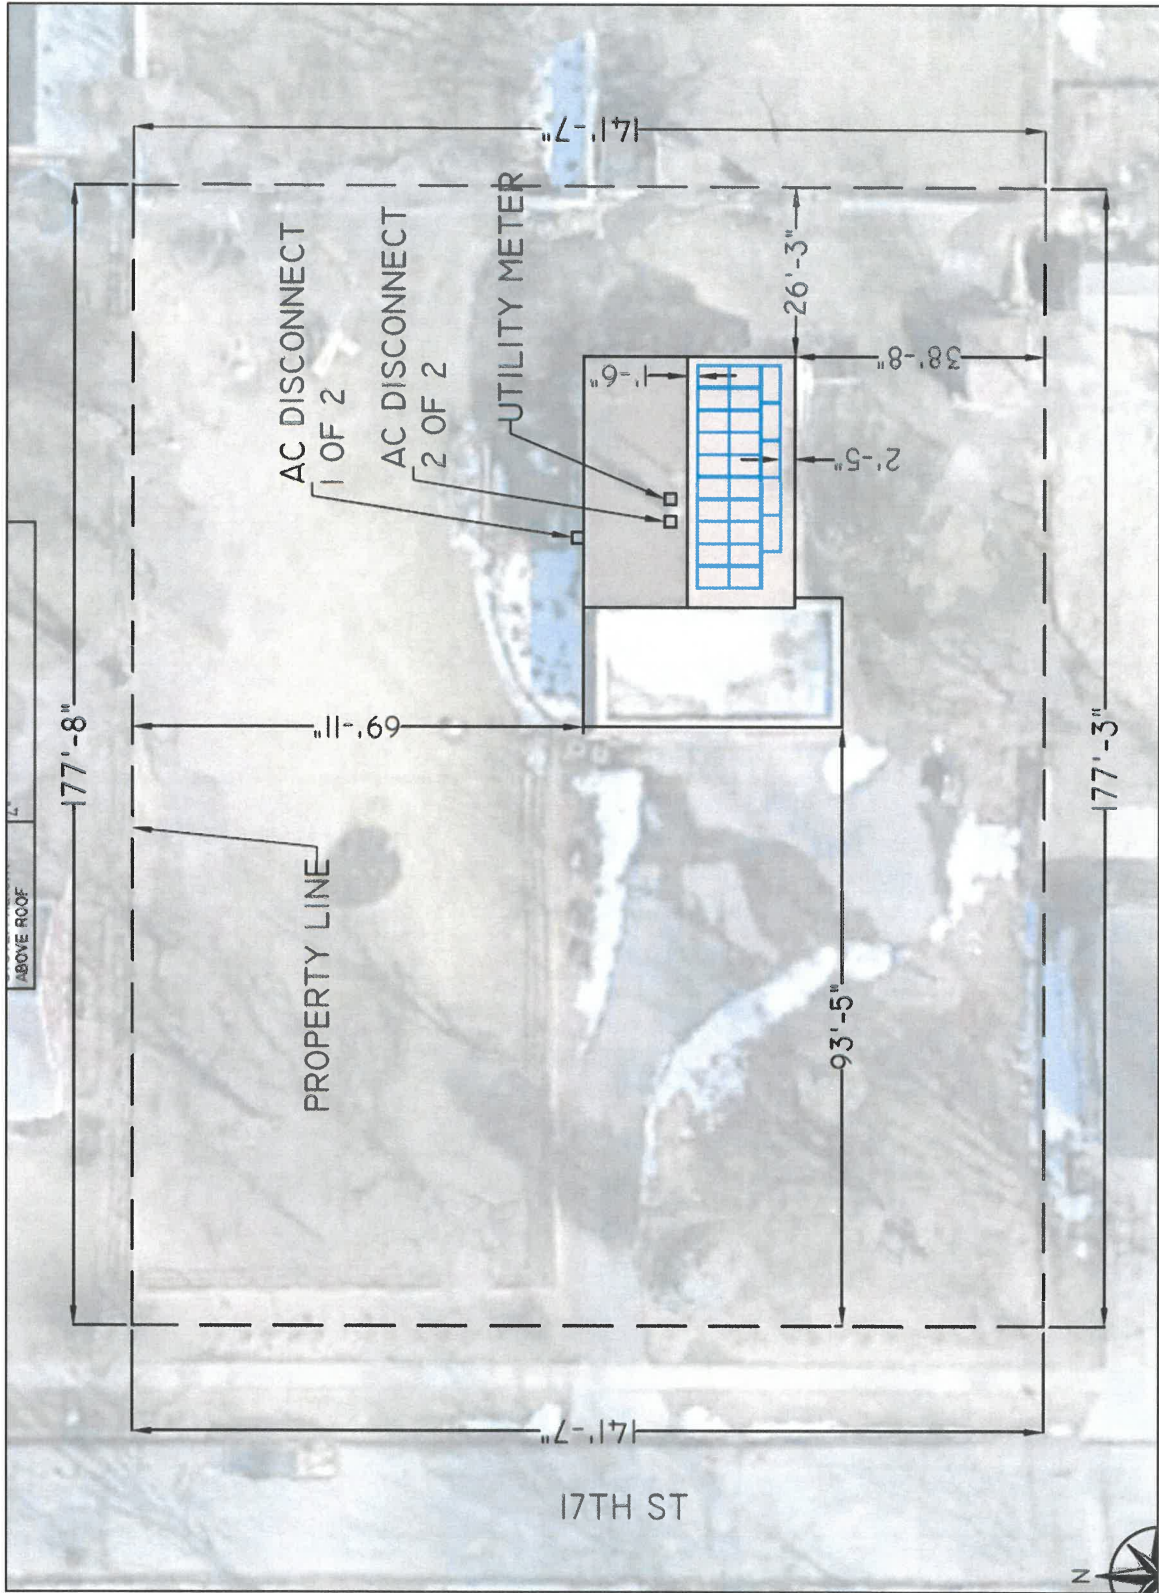 ABOVE ROOF
4"
177'-8"
141'-7"
AC DISCONNECT
1 OF 2
AC DISCONNECT
2 OF 2
UTILITY METER
PROPERTY LINE
69'-11"
1'-6"
26'-3"
38'-8"
2'-5"
93'-5"
177'-3"
141'-7"
17TH ST
N